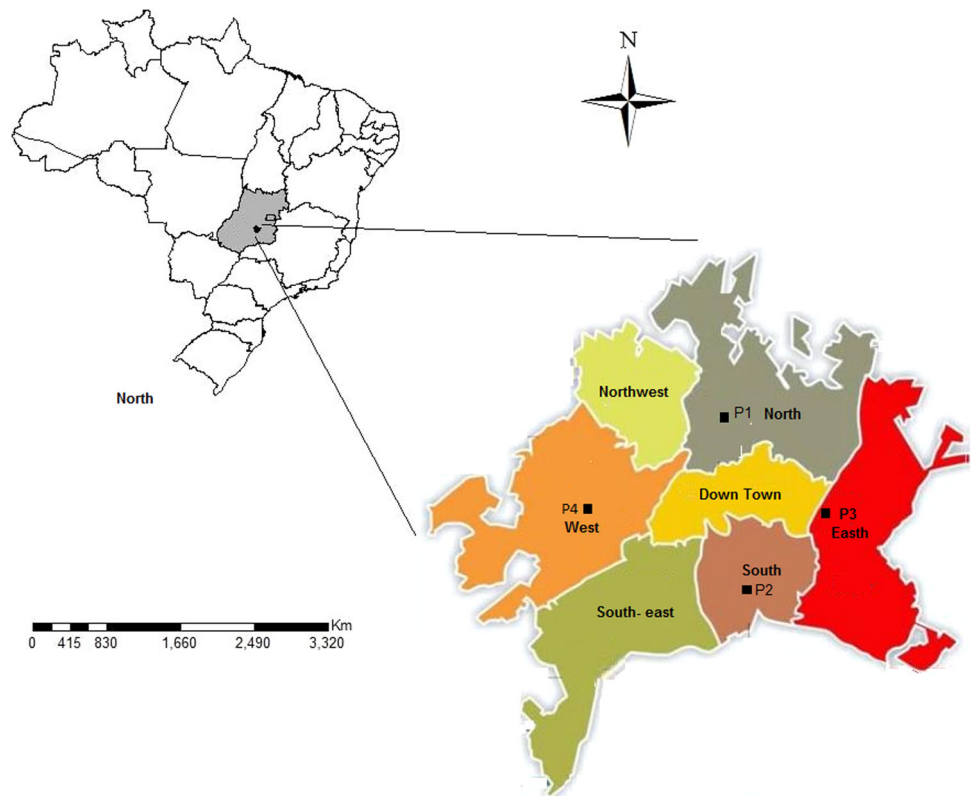 N
North
Northwest
P1
North
Down Town
P4
West
P3
Easth
South
P2
South- east
Km
0 415 830 1,660 2,490 3,320